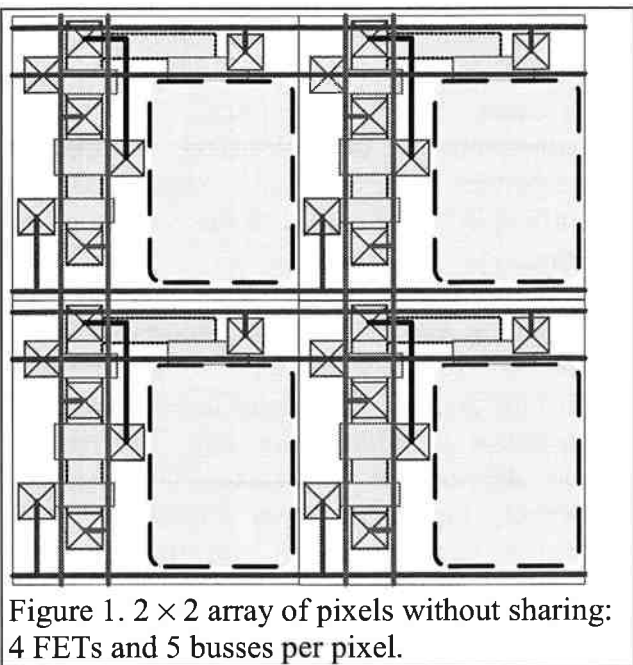 Figure 1. 2 × 2 array of pixels without sharing:
4 FETs and 5 busses per pixel.